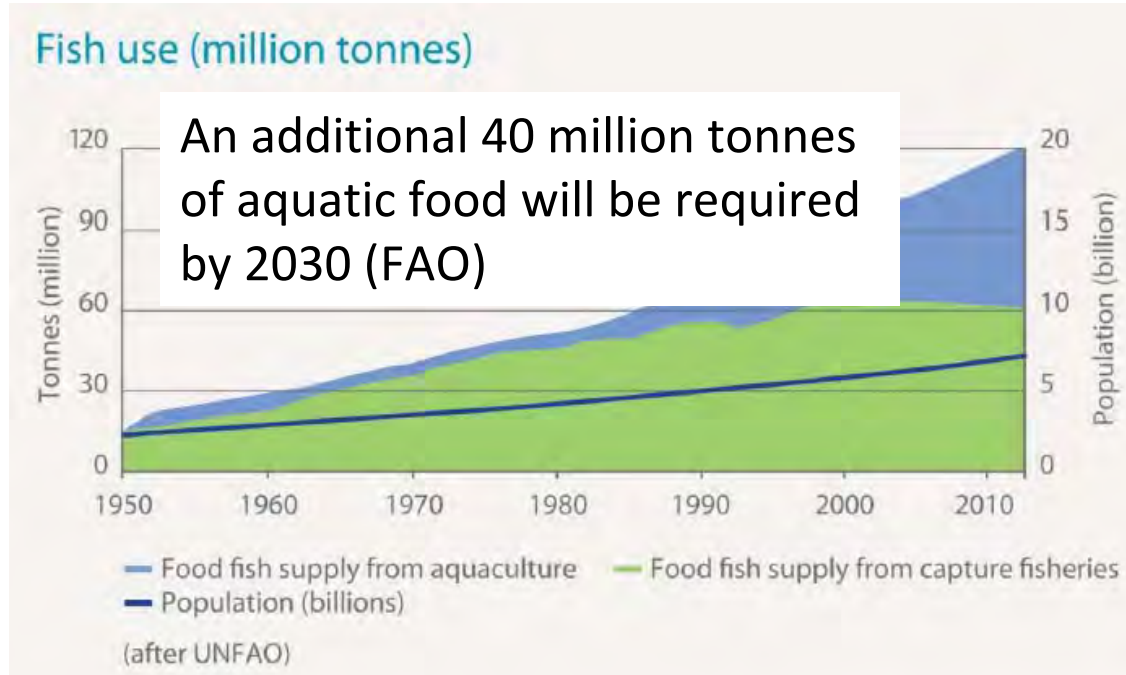 Fish use (million tonnes)
An additional 40 million tonnes
of aquatic food will be required
by 2030 (FAO)
Tonnes (million)
120
90
60
30
0
20
15
10
5
0
Population (billion)
1950 1960 1970 1980 1990 2000 2010
Food fish supply from aquaculture Food fish supply from capture fisheries
Population (billions)
(after UNFAO)